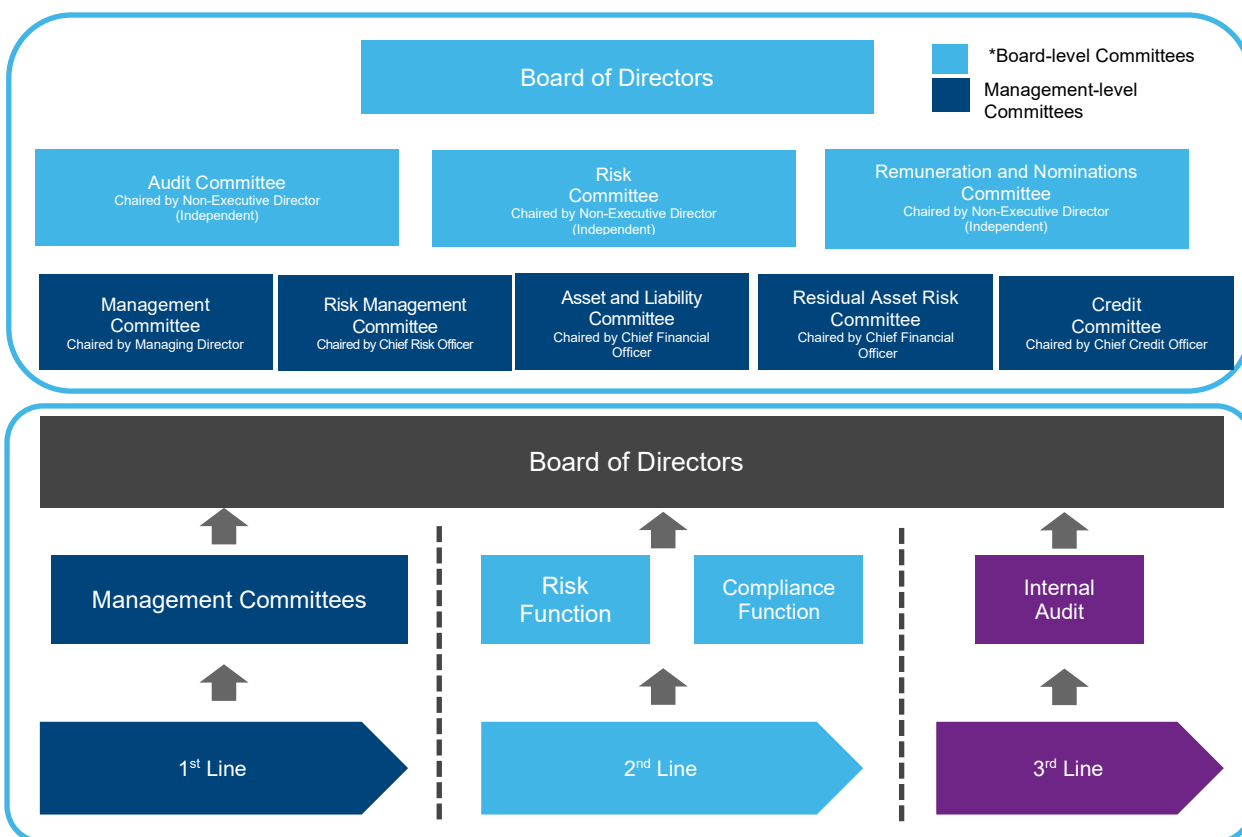 Board of Directors
*Board-level Committees
Management-level
Committees
Audit Committee
Chaired by Non-Executive Director
(Independent)
Risk
Committee
Chaired by Non-Executive Director
(Independent)
Remuneration and Nominations
Committee
Chaired by Non-Executive Director
(Independent)
Management
Committee
Chaired by Managing Director
Risk Management
Committee
Chaired by Chief Risk Officer
Asset and Liability
Committee
Chaired by Chief Financial
Officer
Residual Asset Risk
Committee
Chaired by Chief Financial
Officer
Credit
Committee
Chaired by Chief Credit Officer
Board of Directors
Management Committees
Risk
Function
Compliance
Function
Internal
Audit
1st Line
2nd Line
3rd Line